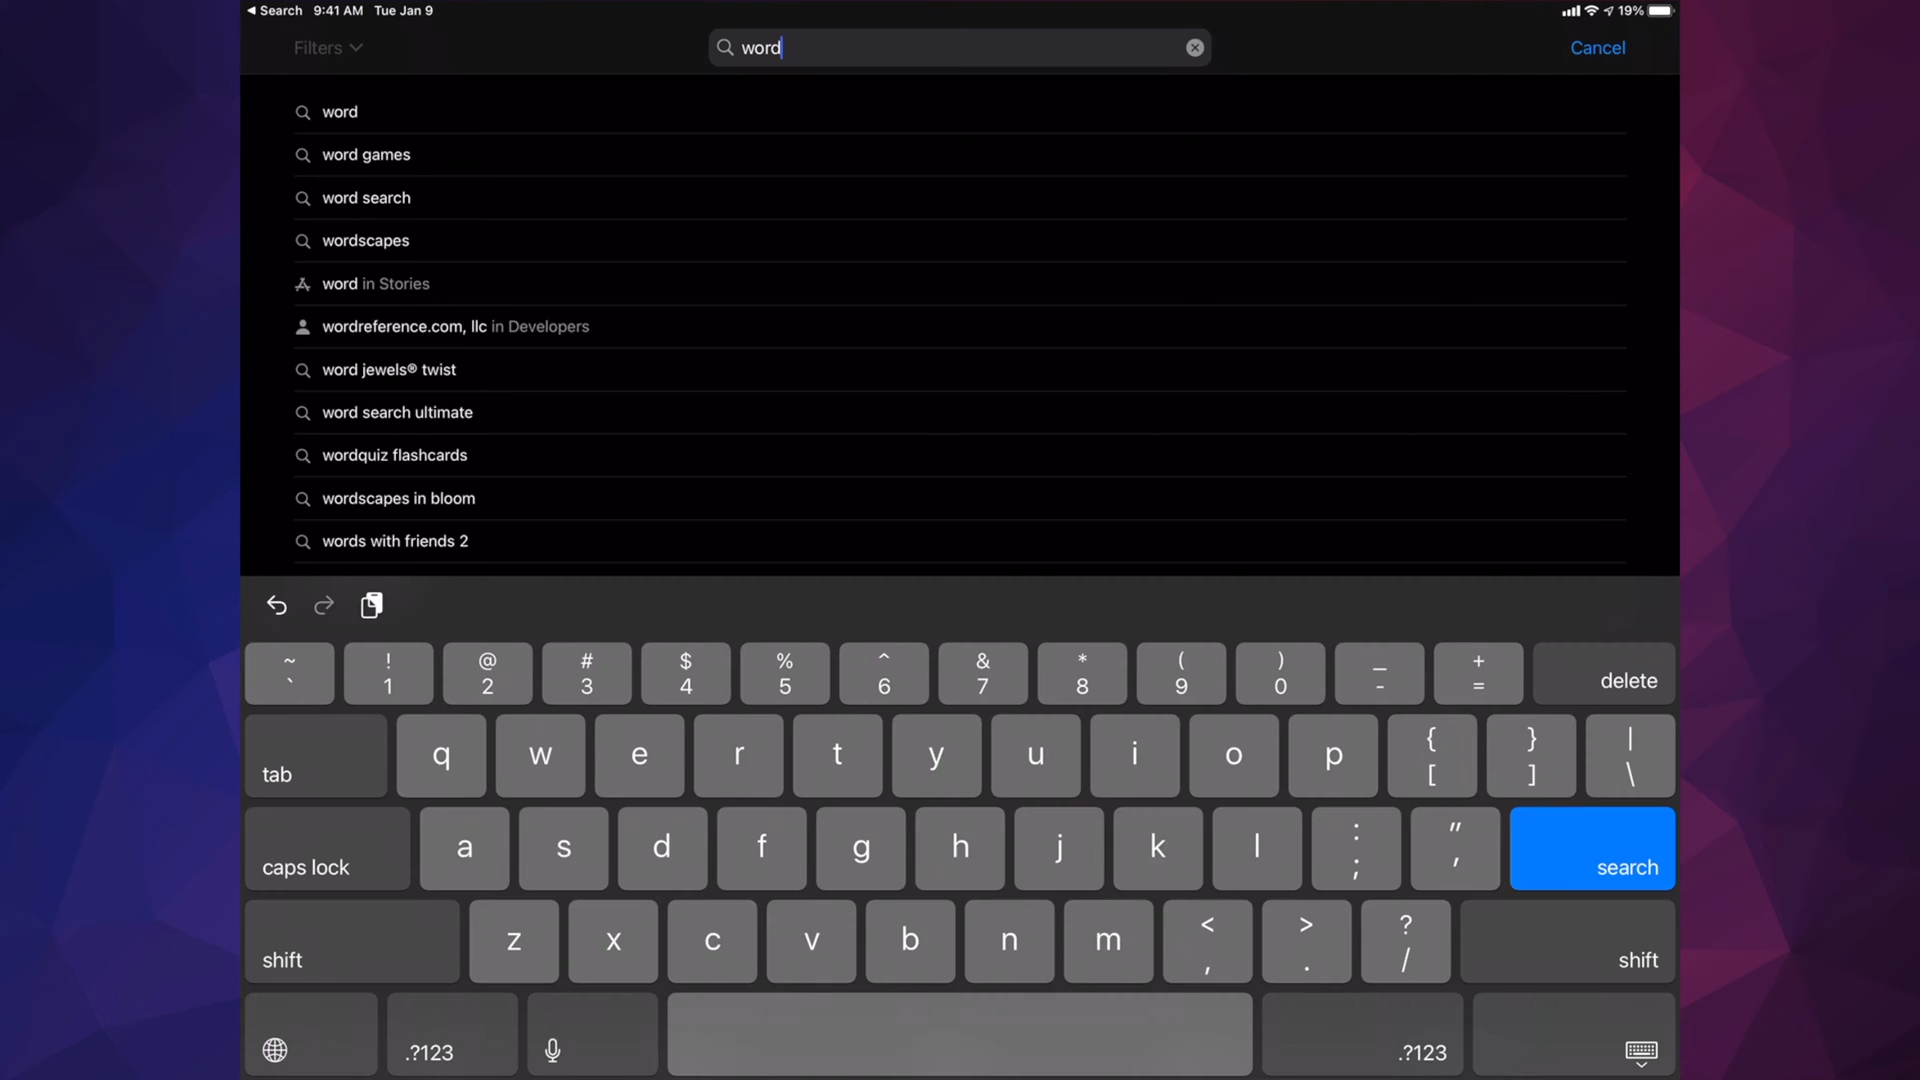 ◀ Search 9:41 AM Tue Jan 9 19%
Filters word Cancel
word
word games
word search
wordscapes
word in Stories
wordreference.com, llc in Developers
word jewels® twist
word search ultimate
wordquiz flashcards
wordscapes in bloom
words with friends 2
~ ! @ # $ % ^ & * ( ) _ +
` 1 2 3 4 5 6 7 8 9 0 - = delete
tab q w e r t y u i o p { [ } ] | \
caps lock a s d f g h j k l : ; " ' search
shift z x c v b n m < , > . ? / shift
.?123 .?123